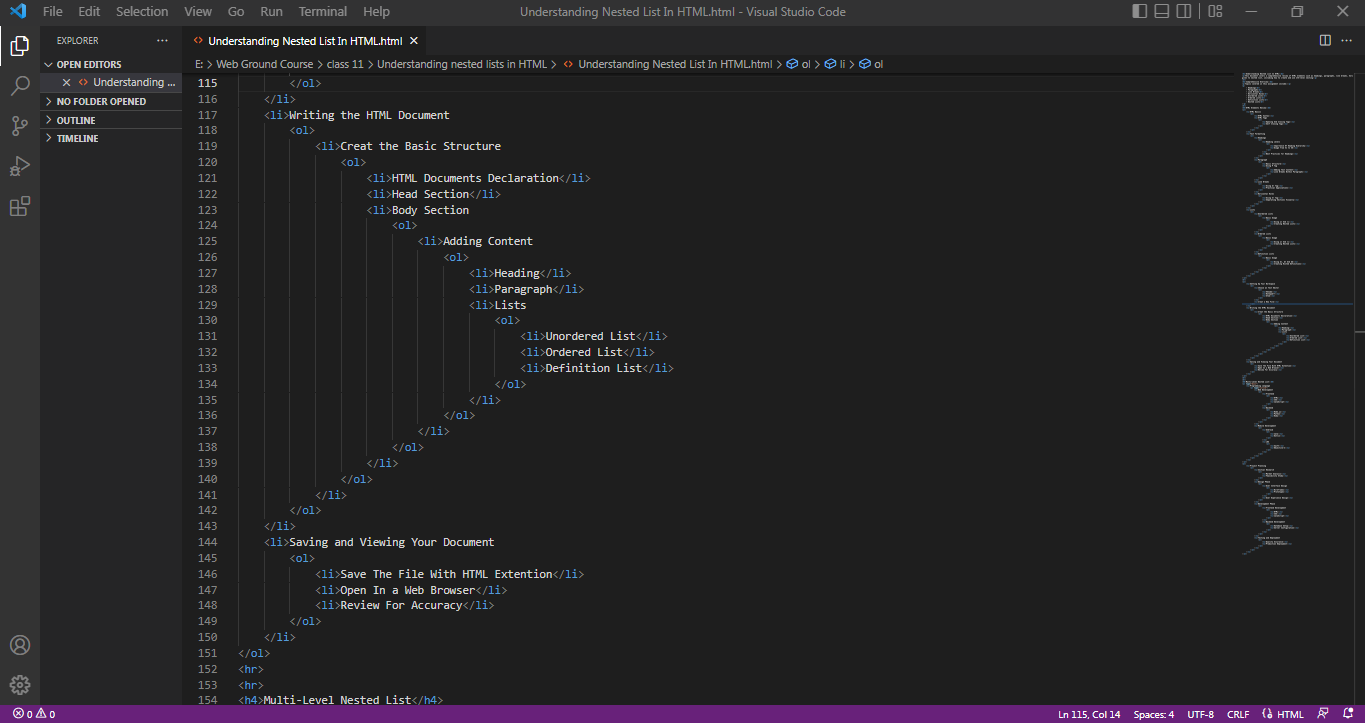 File Edit Selection View Go Run Terminal Help Understanding Nested List In HTML.html - Visual Studio Code
EXPLORER ...
Understanding Nested List In HTML.html
OPEN EDITORS
Understanding ...
NO FOLDER OPENED
OUTLINE
TIMELINE
E: > Web Ground Course > class 11 > Understanding nested lists in HTML > Understanding Nested List In HTML.html > ol > li > ol
115 </ol>
116 </li>
117 <li>Writing the HTML Document
118 <ol>
119 <li>Creat the Basic Structure
120 <ol>
121 <li>HTML Documents Declaration</li>
122 <li>Head Section</li>
123 <li>Body Section
124 <ol>
125 <li>Adding Content
126 <ol>
127 <li>Heading</li>
128 <li>Paragraph</li>
129 <li>Lists
130 <ol>
131 <li>Unordered List</li>
132 <li>Ordered List</li>
133 <li>Definition List</li>
134 </ol>
135 </li>
136 </ol>
137 </li>
138 </ol>
139 </li>
140 </ol>
141 </li>
142 </ol>
143 </li>
144 <li>Saving and Viewing Your Document
145 <ol>
146 <li>Save The File With HTML Extention</li>
147 <li>Open In a Web Browser</li>
148 <li>Review For Accuracy</li>
149 </ol>
150 </li>
151 </ol>
152 <hr>
153 <hr>
154 <h4>Multi-Level Nested List</h4>
0 0 Ln 115, Col 14 Spaces: 4 UTF-8 CRLF HTML